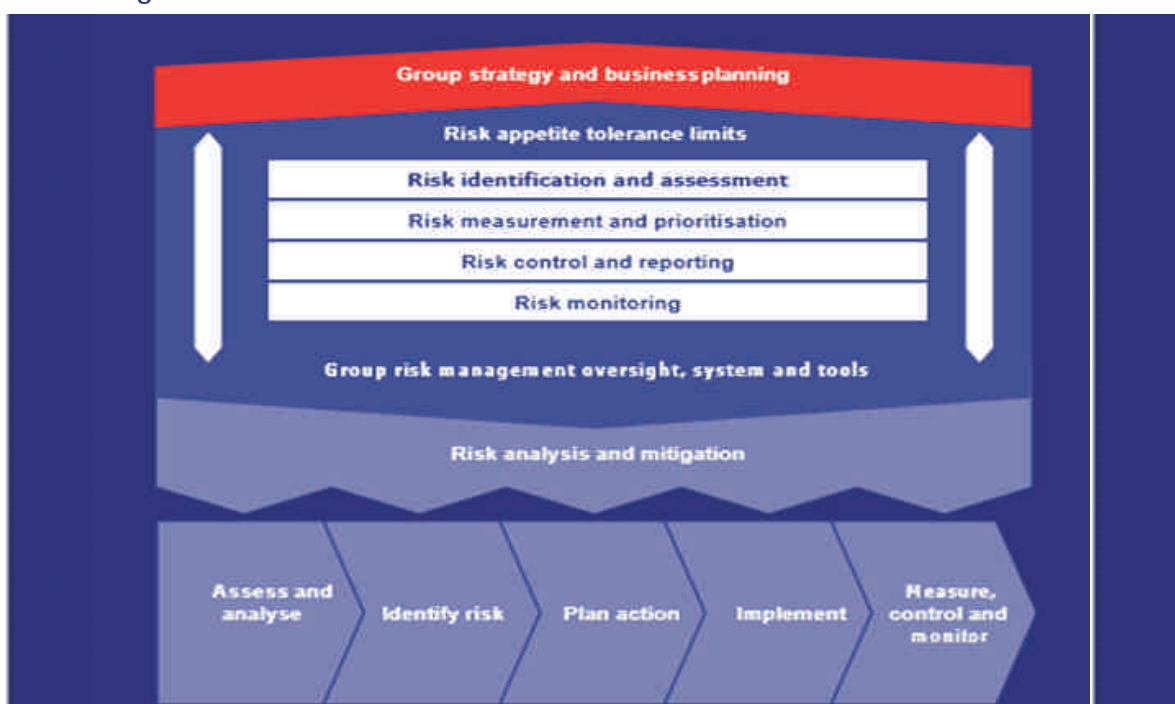 Group strategy and business planning
Risk appetite tolerance limits
Risk identification and assessment
Risk measurement and prioritisation
Risk control and reporting
Risk monitoring
Group risk management oversight, system and tools
Risk analysis and mitigation
Assess and
analyse
Identify risk
Plan action
Implement
Measure,
control and
monitor